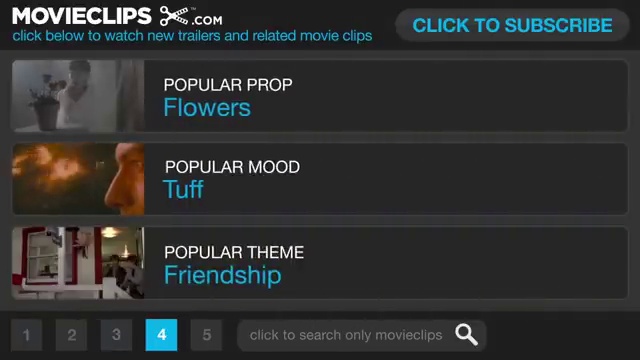 MOVIECLIPS .COM
click below to watch new trailers and related movie clips
CLICK TO SUBSCRIBE
POPULAR PROP
Flowers
POPULAR MOOD
Tuff
POPULAR THEME
Friendship
1 2 3 4 5
click to search only movieclips